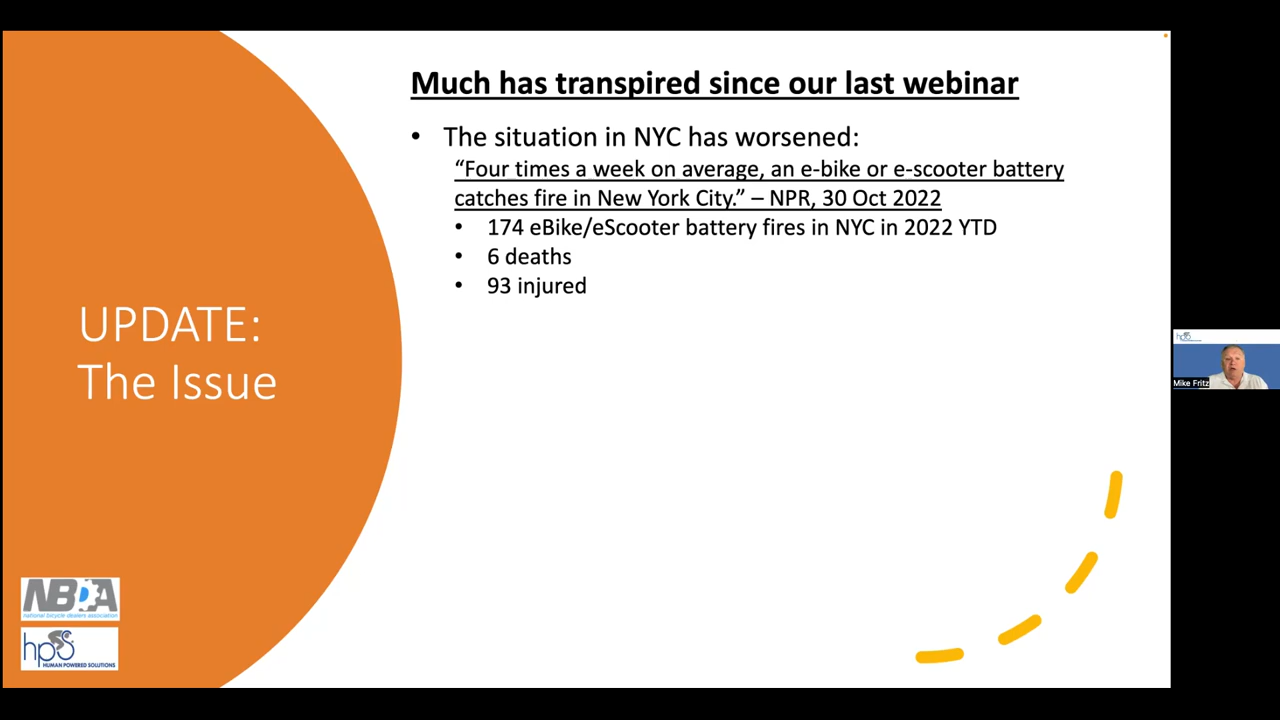 Much has transpired since our last webinar
• The situation in NYC has worsened:
“Four times a week on average, an e-bike or e-scooter battery
catches fire in New York City.” – NPR, 30 Oct 2022
• 174 eBike/eScooter battery fires in NYC in 2022 YTD
• 6 deaths
• 93 injured
UPDATE:
The Issue
NBDA
national bicycle dealers association
hps
HUMAN POWERED SOLUTIONS
hps
Mike Fritz